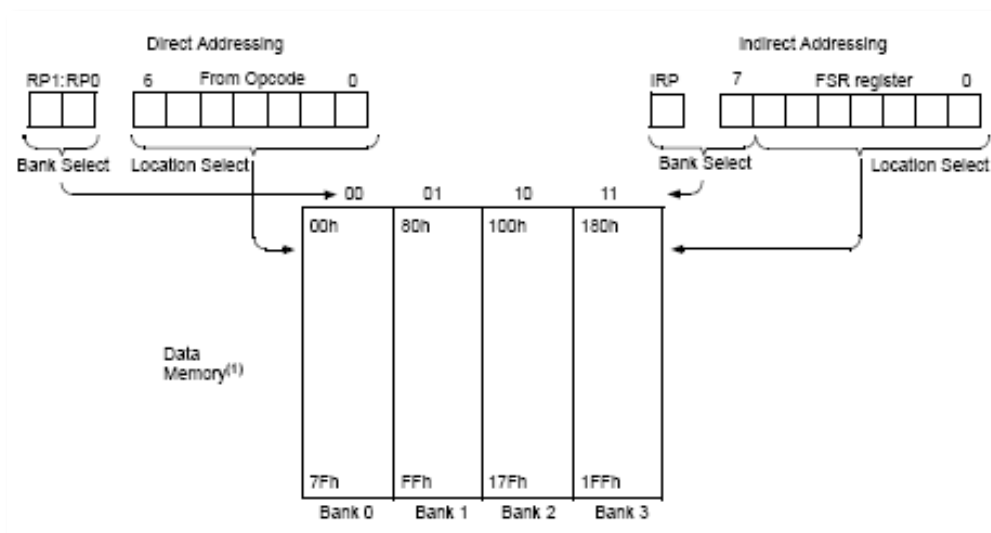 Direct Addressing
Indirect Addressing
RP1:RP0
6
From Opcode
0
IRP
7
FSR register
0
Bank Select
Location Select
Bank Select
Location Select
00
01
10
11
00h
80h
100h
180h
Data
Memory(1)
7Fh
FFh
17Fh
1FFh
Bank 0
Bank 1
Bank 2
Bank 3